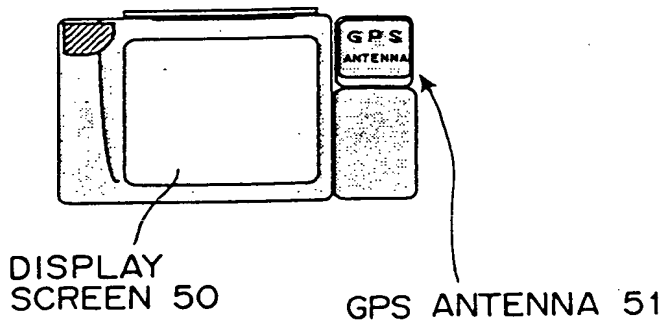 GPS
ANTENNA
DISPLAY
SCREEN 50
GPS ANTENNA 51